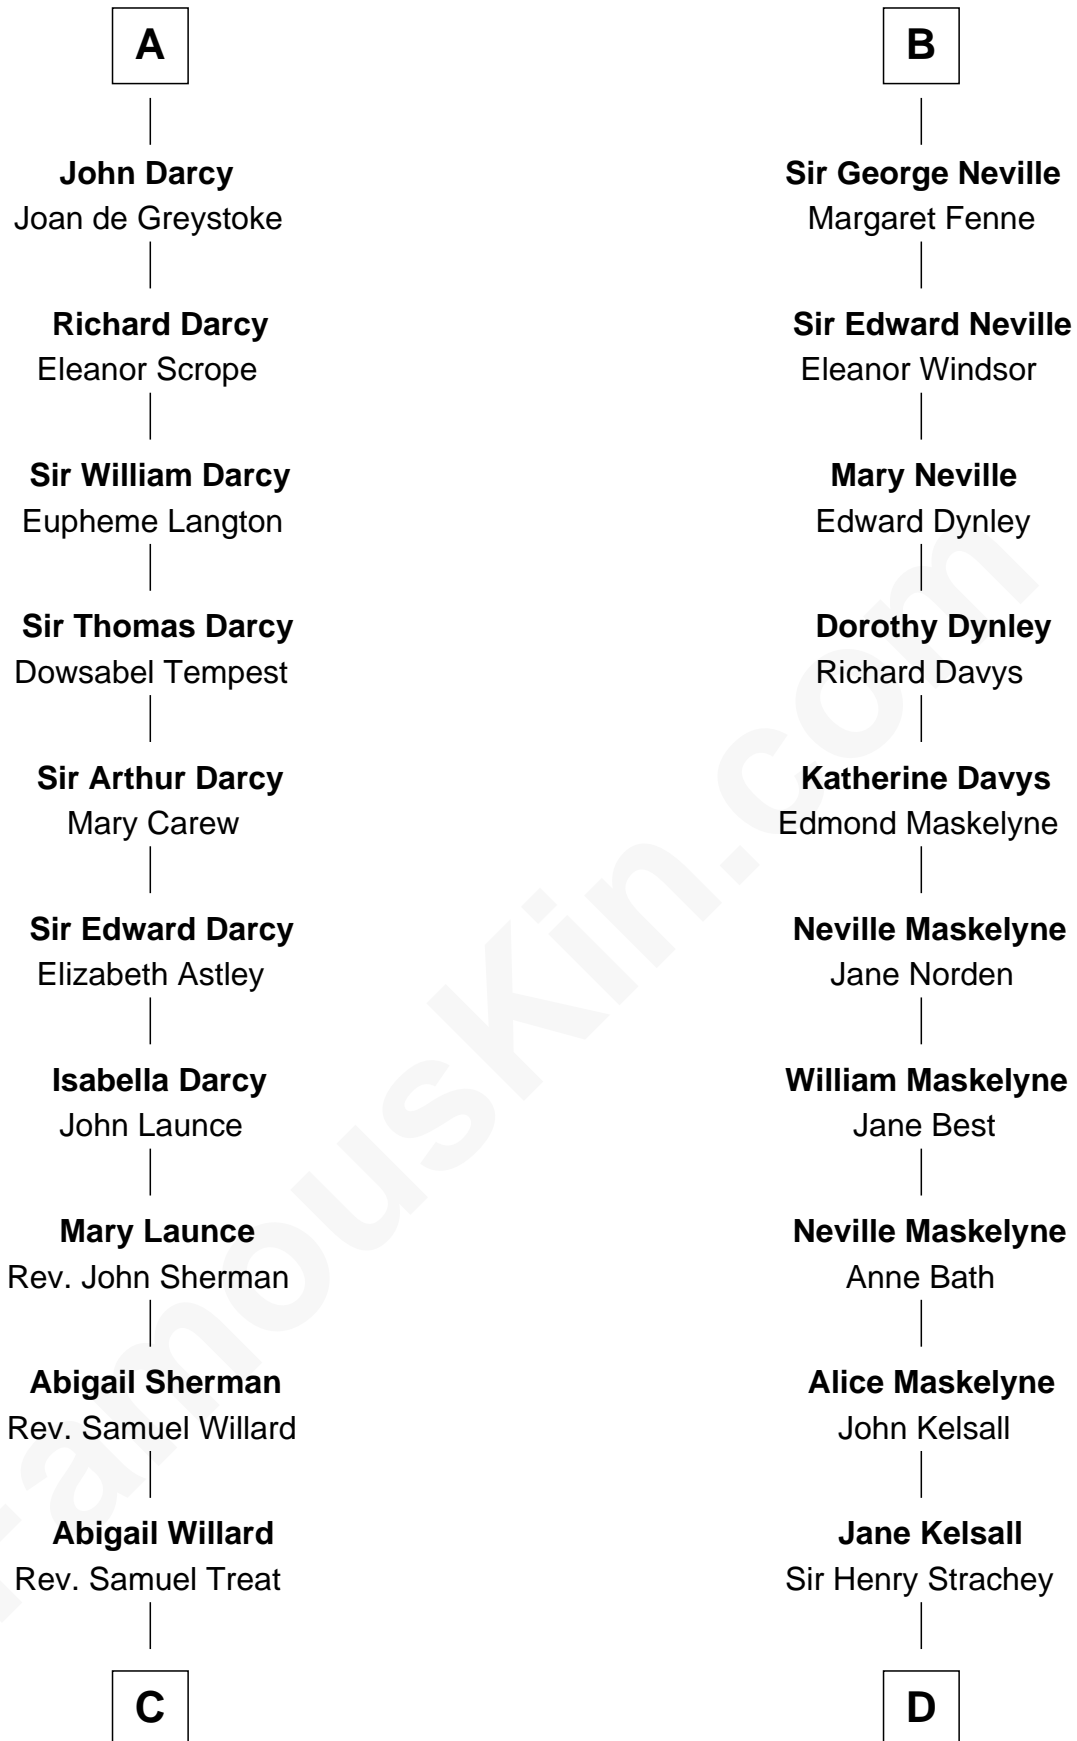 A
John Darcy
Joan de Greystoke
Richard Darcy
Eleanor Scrope
Sir William Darcy
Eupheme Langton
Sir Thomas Darcy
Dowsabel Tempest
Sir Arthur Darcy
Mary Carew
Sir Edward Darcy
Elizabeth Astley
Isabella Darcy
John Launce
Mary Launce
Rev. John Sherman
Abigail Sherman
Rev. Samuel Willard
Abigail Willard
Rev. Samuel Treat
C
B
Sir George Neville
Margaret Fenne
Sir Edward Neville
Eleanor Windsor
Mary Neville
Edward Dynley
Dorothy Dynley
Richard Davys
Katherine Davys
Edmond Maskelyne
Neville Maskelyne
Jane Norden
William Maskelyne
Jane Best
Neville Maskelyne
Anne Bath
Alice Maskelyne
John Kelsall
Jane Kelsall
Sir Henry Strachey
D
FamousKin.com